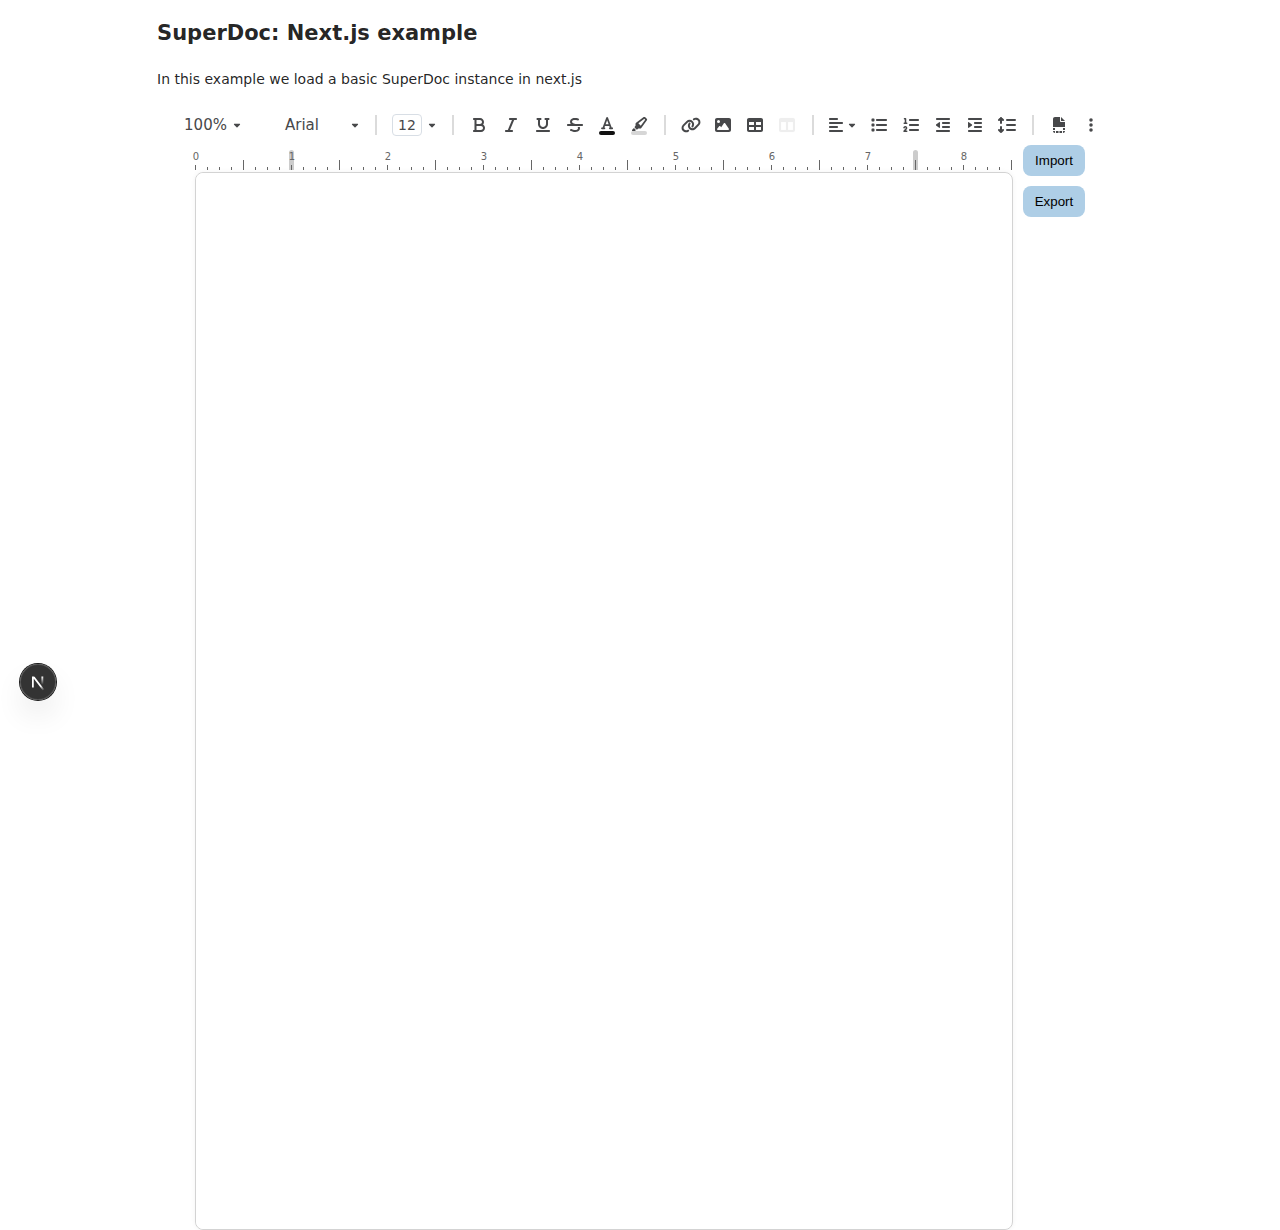 SuperDoc: Next.js example
In this example we load a basic SuperDoc instance in next.js
100% Arial 12
0 1 2 3 4 5 6 7 8
Import
Export
N